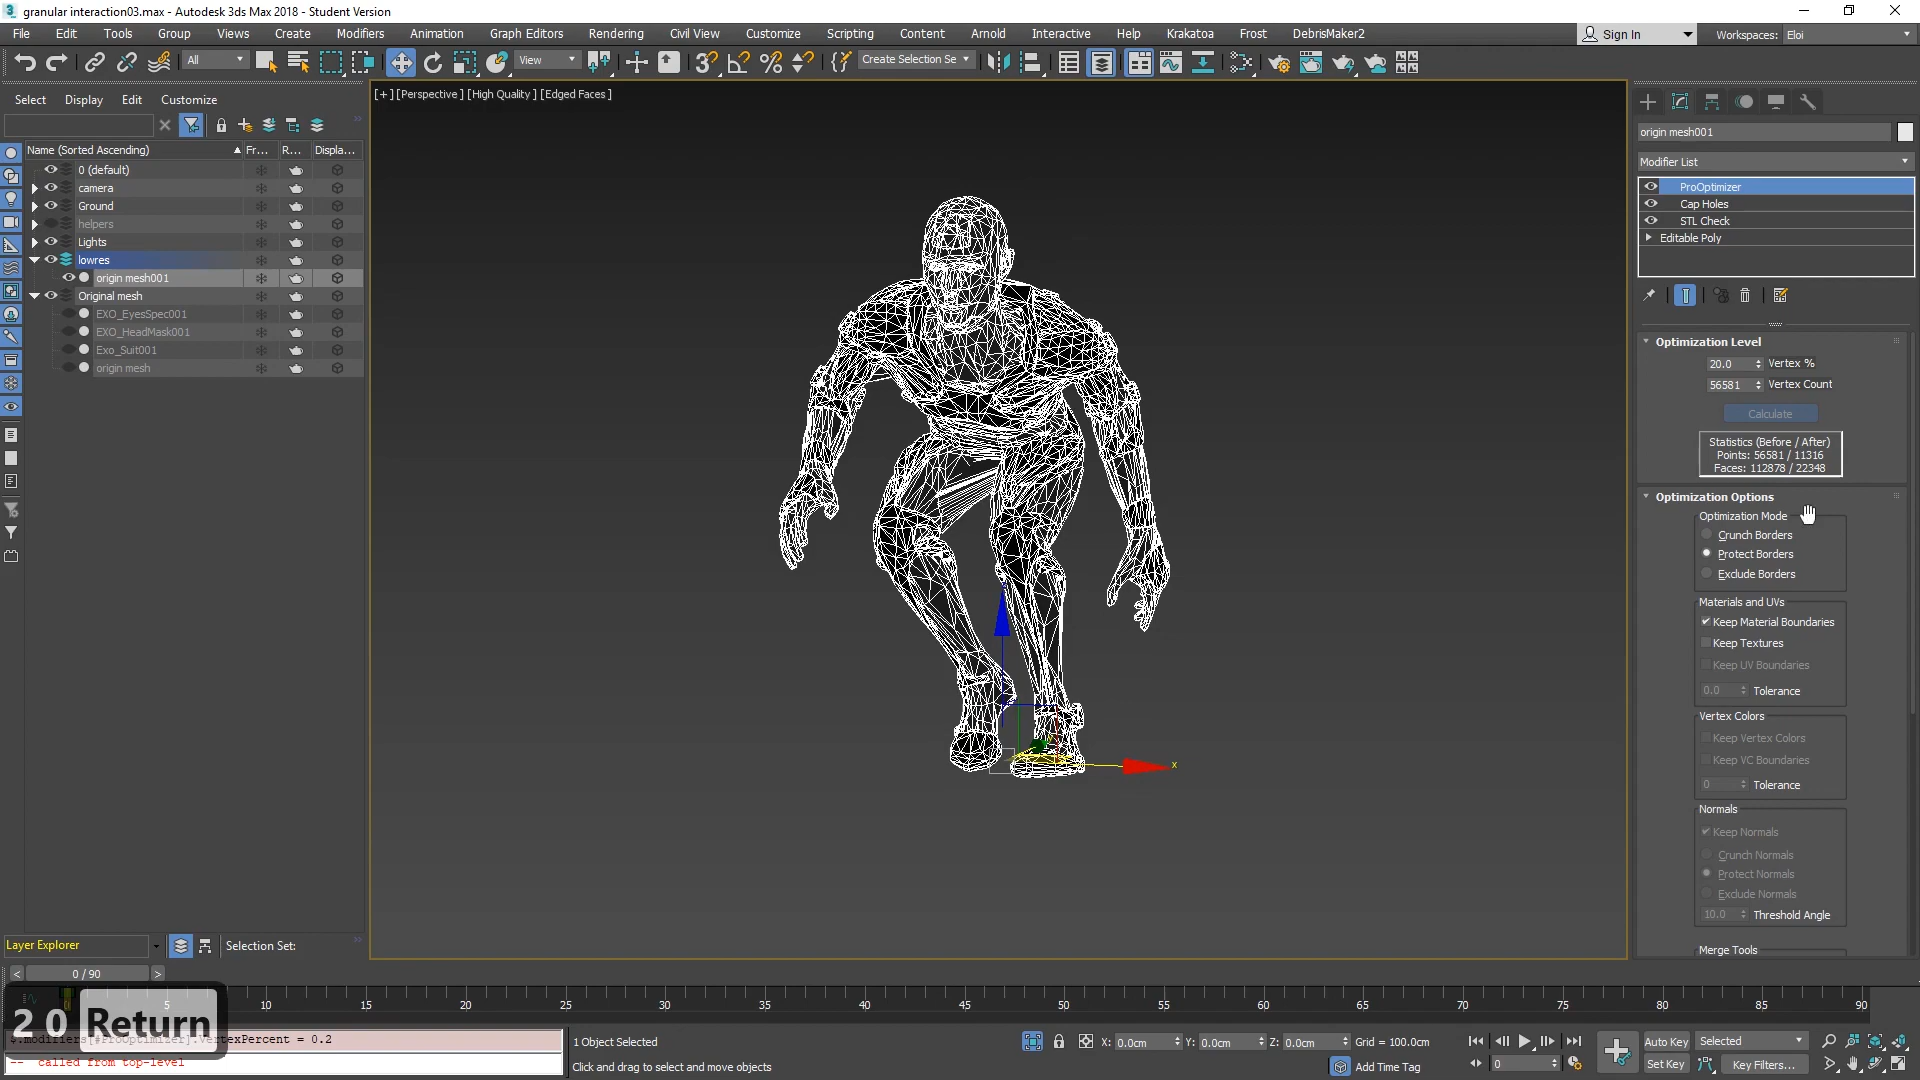 granular interaction03.max - Autodesk 3ds Max 2018 - Student Version
File Edit Tools Group Views Create Modifiers Animation Graph Editors Rendering Civil View Customize Scripting Content Arnold Interactive Help Krakatoa Frost DebrisMaker2 Sign In Workspaces: Eloi
All View Create Selection Se
Select Display Edit Customize
[+] [Perspective] [High Quality] [Edged Faces]
Name (Sorted Ascending) Fr... R... Displa...
0 (default)
camera
Ground
helpers
Lights
lowres
origin mesh001
Original mesh
EXO_EyesSpec001
EXO_HeadMask001
Exo_Suit001
origin mesh
origin mesh001
Modifier List
ProOptimizer
Cap Holes
STL Check
Editable Poly
Optimization Level
20.0 Vertex %
56581 Vertex Count
Calculate
Statistics (Before / After)
Points: 56581 / 11316
Faces: 112878 / 22348
Optimization Options
Optimization Mode
Crunch Borders
Protect Borders
Exclude Borders
Materials and UVs
Keep Material Boundaries
Keep Textures
Keep UV Boundaries
0.0 Tolerance
Vertex Colors
Keep Vertex Colors
Keep VC Boundaries
0 Tolerance
Normals
Keep Normals
Crunch Normals
Protect Normals
Exclude Normals
10.0 Threshold Angle
Merge Tools
x
Layer Explorer Selection Set:
< 0 / 90 >
0 5 10 15 20 25 30 35 40 45 50 55 60 65 70 75 80 85 90
2 0 Return
$.modifiers[#ProOptimizer].VertexPercent = 0.2
-- called from top-level
1 Object Selected
Click and drag to select and move objects
X: 0.0cm Y: 0.0cm Z: 0.0cm Grid = 100.0cm
Add Time Tag
0
Auto Key Selected
Set Key Key Filters...